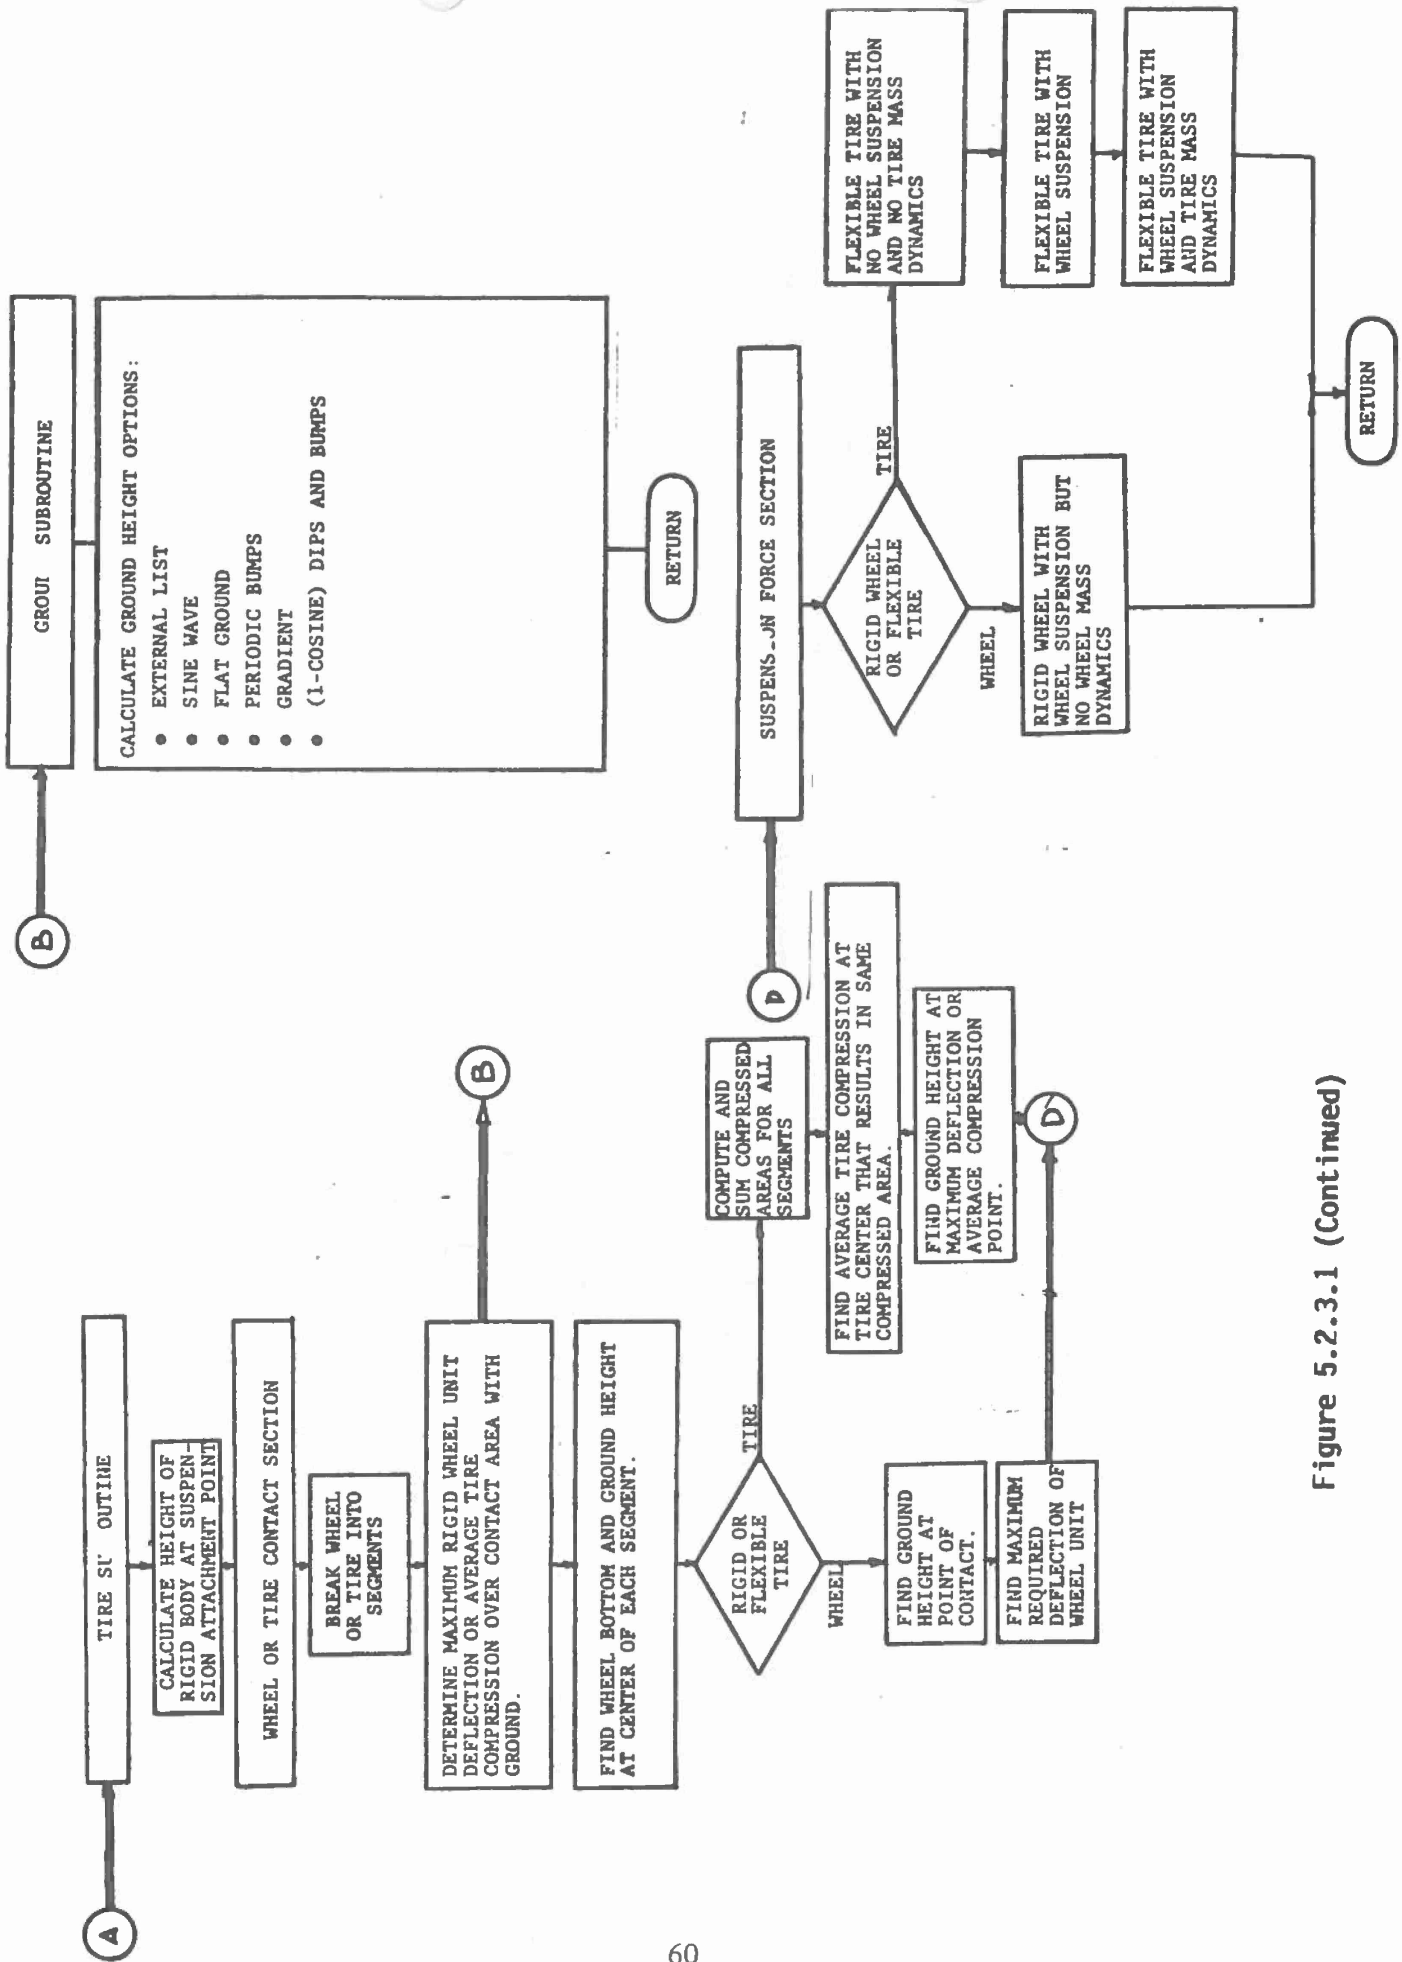 A
TIRE SU OUTINE
CALCULATE HEIGHT OF
RIGID BODY AT SUSPEN-
SION ATTACHMENT POINT
WHEEL OR TIRE CONTACT SECTION
BREAK WHEEL
OR TIRE INTO
SEGMENTS
DETERMINE MAXIMUM RIGID WHEEL UNIT
DEFLECTION OR AVERAGE TIRE
COMPRESSION OVER CONTACT AREA WITH
GROUND.
B
FIND WHEEL BOTTOM AND GROUND HEIGHT
AT CENTER OF EACH SEGMENT.
RIGID OR
FLEXIBLE
TIRE
TIRE
WHEEL
FIND GROUND
HEIGHT AT
POINT OF
CONTACT.
FIND MAXIMUM
REQUIRED
DEFLECTION OF
WHEEL UNIT
COMPUTE AND
SUM COMPRESSED
AREAS FOR ALL
SEGMENTS
FIND AVERAGE TIRE COMPRESSION AT
TIRE CENTER THAT RESULTS IN SAME
COMPRESSED AREA.
FIND GROUND HEIGHT AT
MAXIMUM DEFLECTION OR
AVERAGE COMPRESSION
POINT.
D
B
GROUI SUBROUTINE
CALCULATE GROUND HEIGHT OPTIONS:
• EXTERNAL LIST
• SINE WAVE
• FLAT GROUND
• PERIODIC BUMPS
• GRADIENT
• (1-COSINE) DIPS AND BUMPS
RETURN
D
SUSPENS_ON FORCE SECTION
RIGID WHEEL
OR FLEXIBLE
TIRE
TIRE
WHEEL
RIGID WHEEL WITH
WHEEL SUSPENSION BUT
NO WHEEL MASS
DYNAMICS
FLEXIBLE TIRE WITH
NO WHEEL SUSPENSION
AND NO TIRE MASS
DYNAMICS
FLEXIBLE TIRE WITH
WHEEL SUSPENSION
FLEXIBLE TIRE WITH
WHEEL SUSPENSION
AND TIRE MASS
DYNAMICS
RETURN
Figure 5.2.3.1 (Continued)
60